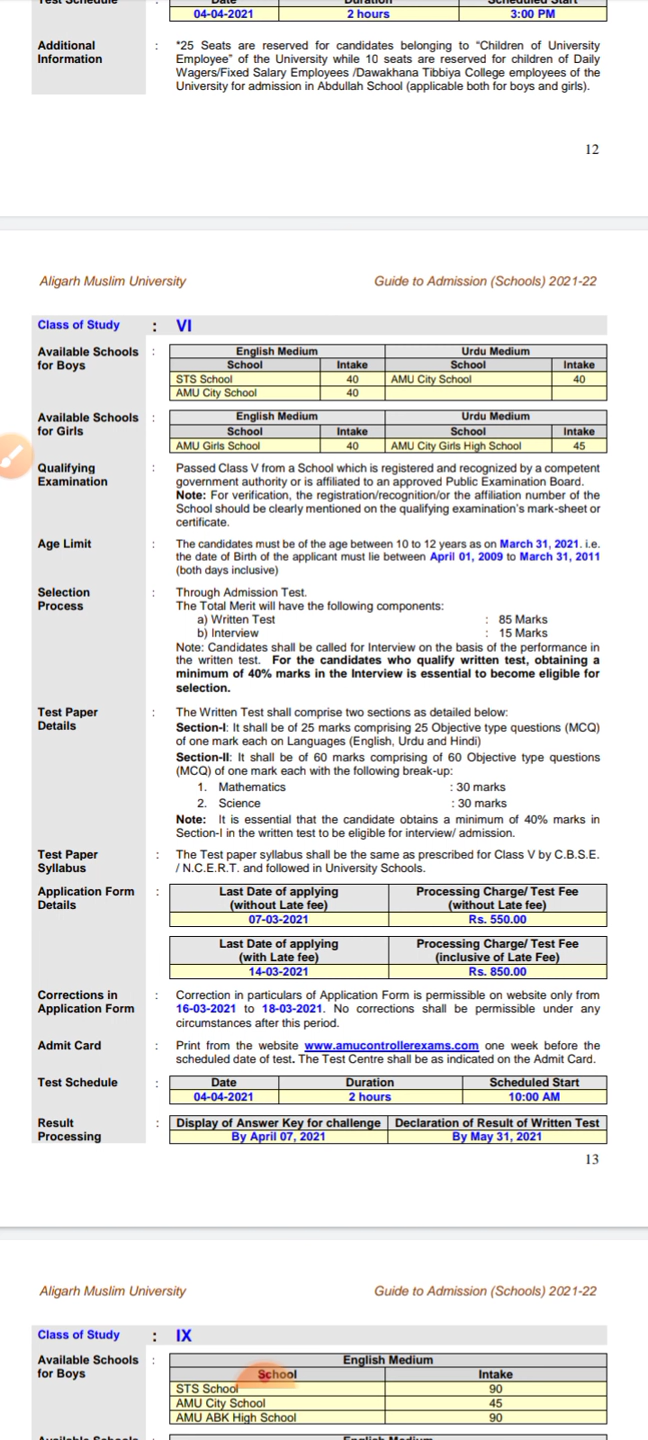 Test Schedule : Date Duration Scheduled Start
04-04-2021 2 hours 3:00 PM
Additional : *25 Seats are reserved for candidates belonging to “Children of University
Information Employee” of the University while 10 seats are reserved for children of Daily
Wagers/Fixed Salary Employees /Dawakhana Tibbiya College employees of the
University for admission in Abdullah School (applicable both for boys and girls).
12
Aligarh Muslim University Guide to Admission (Schools) 2021-22
Class of Study : VI
Available Schools : English Medium Urdu Medium
for Boys School Intake School Intake
STS School 40 AMU City School 40
AMU City School 40
Available Schools : English Medium Urdu Medium
for Girls School Intake School Intake
AMU Girls School 40 AMU City Girls High School 45
Qualifying : Passed Class V from a School which is registered and recognized by a competent
Examination government authority or is affiliated to an approved Public Examination Board.
Note: For verification, the registration/recognition/or the affiliation number of the
School should be clearly mentioned on the qualifying examination's mark-sheet or
certificate.
Age Limit : The candidates must be of the age between 10 to 12 years as on March 31, 2021. i.e.
the date of Birth of the applicant must lie between April 01, 2009 to March 31, 2011
(both days inclusive)
Selection : Through Admission Test.
Process The Total Merit will have the following components:
a) Written Test : 85 Marks
b) Interview : 15 Marks
Note: Candidates shall be called for Interview on the basis of the performance in
the written test. For the candidates who qualify written test, obtaining a
minimum of 40% marks in the Interview is essential to become eligible for
selection.
Test Paper : The Written Test shall comprise two sections as detailed below:
Details Section-I: It shall be of 25 marks comprising 25 Objective type questions (MCQ)
of one mark each on Languages (English, Urdu and Hindi)
Section-II: It shall be of 60 marks comprising of 60 Objective type questions
(MCQ) of one mark each with the following break-up:
1. Mathematics : 30 marks
2. Science : 30 marks
Note: It is essential that the candidate obtains a minimum of 40% marks in
Section-I in the written test to be eligible for interview/ admission.
Test Paper : The Test paper syllabus shall be the same as prescribed for Class V by C.B.S.E.
Syllabus / N.C.E.R.T. and followed in University Schools.
Application Form : Last Date of applying Processing Charge/ Test Fee
Details (without Late fee) (without Late fee)
07-03-2021 Rs. 550.00
Last Date of applying Processing Charge/ Test Fee
(with Late fee) (inclusive of Late Fee)
14-03-2021 Rs. 850.00
Corrections in : Correction in particulars of Application Form is permissible on website only from
Application Form 16-03-2021 to 18-03-2021. No corrections shall be permissible under any
circumstances after this period.
Admit Card : Print from the website www.amucontrollerexams.com one week before the
scheduled date of test. The Test Centre shall be as indicated on the Admit Card.
Test Schedule : Date Duration Scheduled Start
04-04-2021 2 hours 10:00 AM
Result : Display of Answer Key for challenge Declaration of Result of Written Test
Processing By April 07, 2021 By May 31, 2021
13
Aligarh Muslim University Guide to Admission (Schools) 2021-22
Class of Study : IX
Available Schools : English Medium
for Boys School Intake
STS School 90
AMU City School 45
AMU ABK High School 90
Available Schools : English Medium